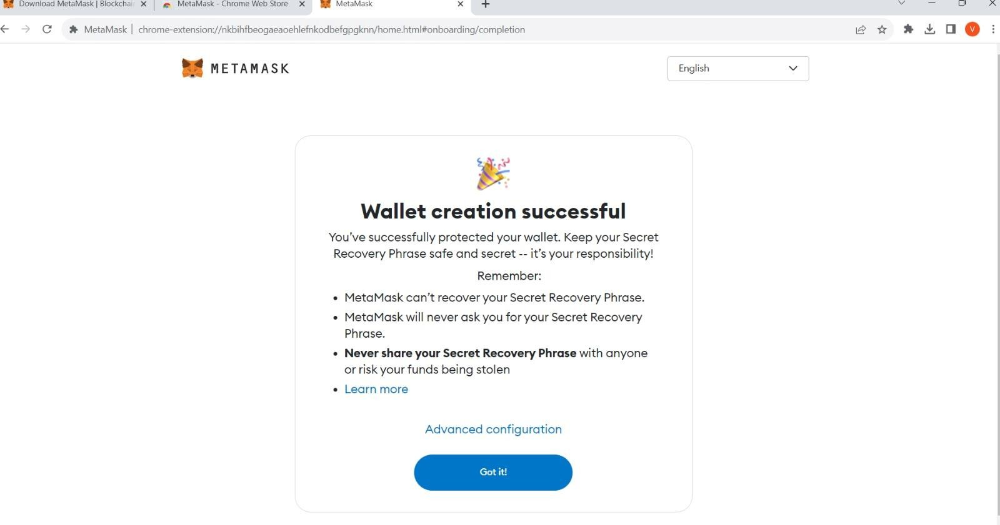 Download MetaMask | Blockchai
MetaMask - Chrome Web Store
MetaMask
MetaMask | chrome-extension://nkbihfbeogaeaoehlefnkodbefgpgknn/home.html#onboarding/completion
V
METAMASK
English
Wallet creation successful
You’ve successfully protected your wallet. Keep your Secret
Recovery Phrase safe and secret -- it’s your responsibility!
Remember:
• MetaMask can’t recover your Secret Recovery Phrase.
• MetaMask will never ask you for your Secret Recovery
Phrase.
• Never share your Secret Recovery Phrase with anyone
or risk your funds being stolen
• Learn more
Advanced configuration
Got it!